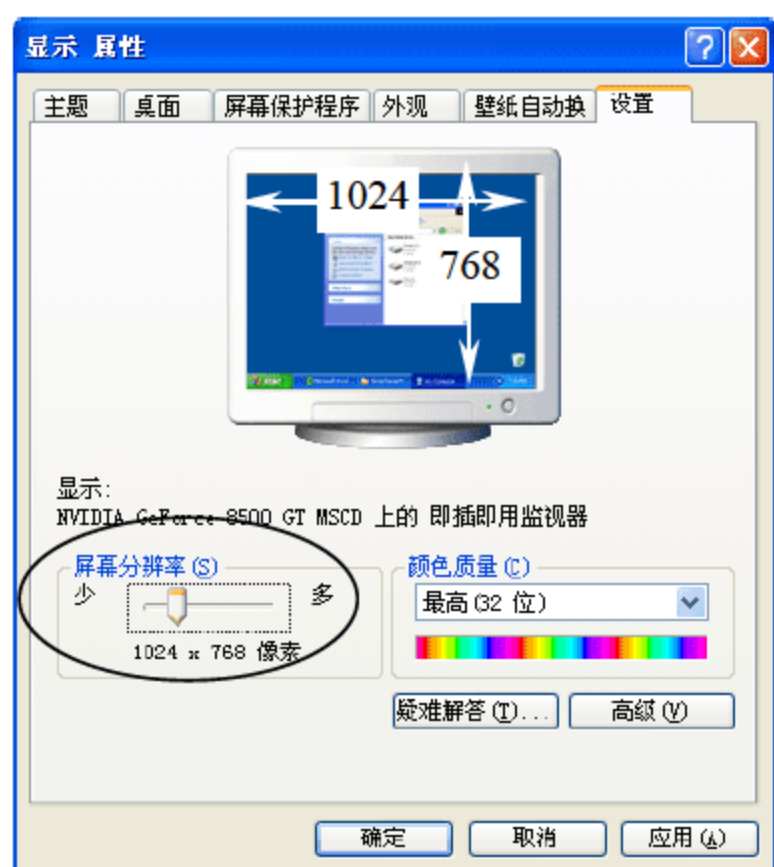 显示 属性
主题 桌面 屏幕保护程序 外观 壁纸自动换 设置
1024
768
显示:
NVIDIA GeForce 8500 GT MSCD 上的 即插即用监视器
屏幕分辨率(S)
少 多
1024 x 768 像素
颜色质量(C)
最高(32 位)
疑难解答(T)... 高级(V)
确定 取消 应用(A)